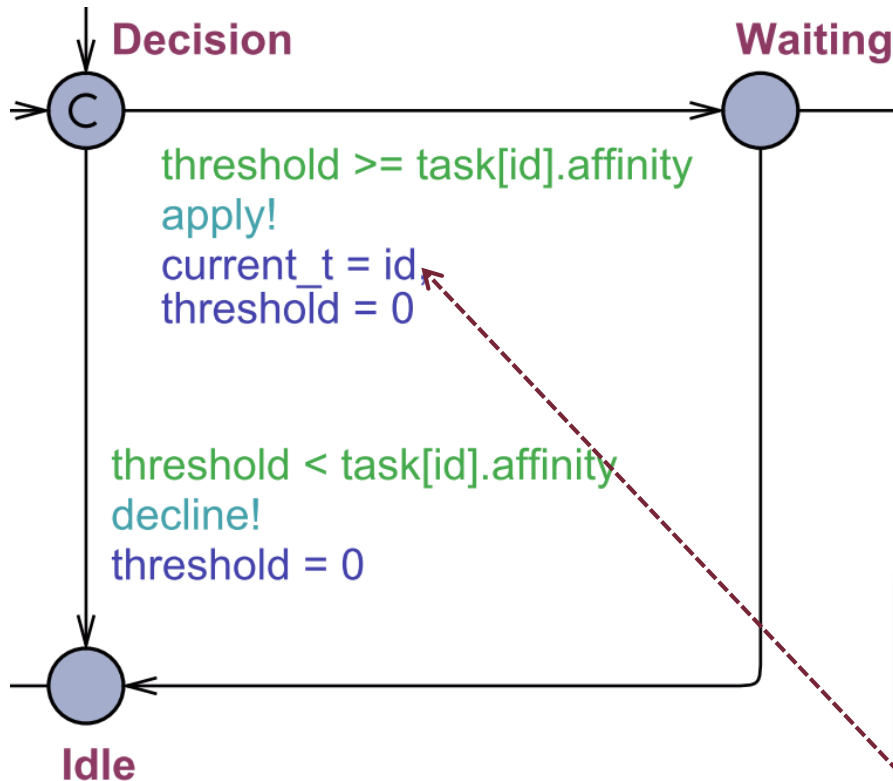 Decision
Waiting
C
threshold >= task[id].affinity
apply!
current_t = id,
threshold = 0
threshold < task[id].affinity
decline!
threshold = 0
Idle